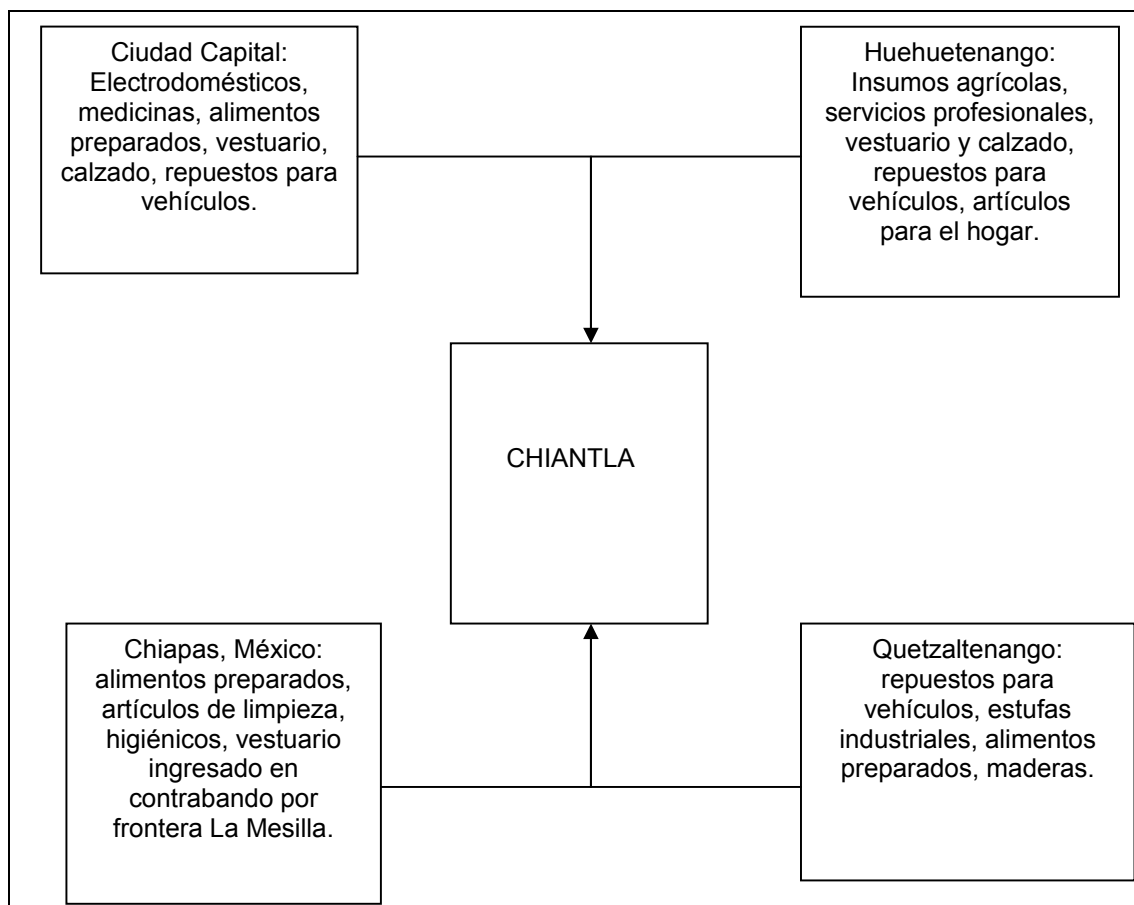 Ciudad Capital:
Electrodomésticos,
medicinas, alimentos
preparados, vestuario,
calzado, repuestos para
vehículos.
Huehuetenango:
Insumos agrícolas,
servicios profesionales,
vestuario y calzado,
repuestos para
vehículos, artículos
para el hogar.
CHIANTLA
Chiapas, México:
alimentos preparados,
artículos de limpieza,
higiénicos, vestuario
ingresado en
contrabando por
frontera La Mesilla.
Quetzaltenango:
repuestos para
vehículos, estufas
industriales, alimentos
preparados, maderas.